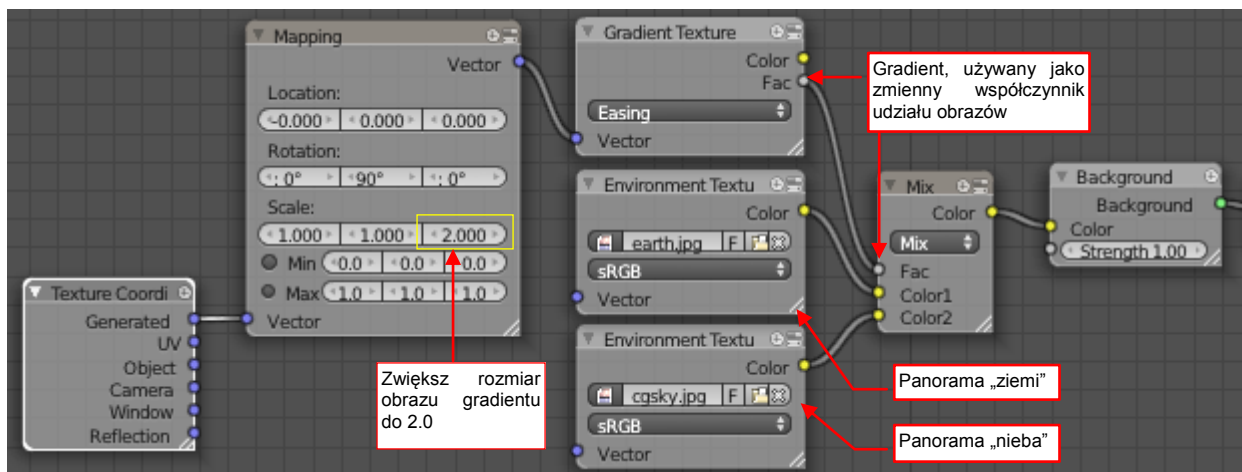 Mapping
Vector
Location:
-0.000 0.000 0.000
Rotation:
: 0° 90° : 0°
Scale:
1.000 1.000 2.000
Min 0.0 0.0 0.0
Max 1.0 1.0 1.0
Vector
Texture Coordi
Generated
UV
Object
Camera
Window
Reflection
Zwiększ rozmiar
obrazu gradientu
do 2.0
Gradient Texture
Color
Fac
Easing
Vector
Gradient, używany jako
zmienny współczynnik
udziału obrazów
Environment Textu
Color
earth.jpg F
sRGB
Vector
Environment Textu
Color
cgsky.jpg F
sRGB
Vector
Mix
Color
Mix
Fac
Color1
Color2
Background
Background
Color
Strength 1.00
Panorama „ziemi”
Panorama „nieba”